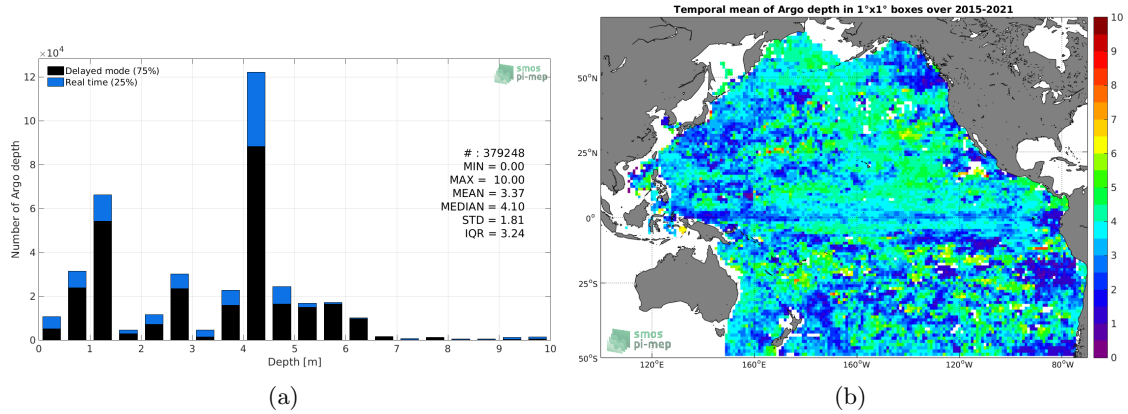 ×10⁴
12
10
8
6
4
2
0
Number of Argo depth
Delayed mode (75%)
Real time (25%)
smos
pi-mep
# : 379248
MIN = 0.00
MAX = 10.00
MEAN = 3.37
MEDIAN = 4.10
STD = 1.81
IQR = 3.24
0 1 2 3 4 5 6 7 8 9 10
Depth [m]
(a)
Temporal mean of Argo depth in 1°x1° boxes over 2015-2021
50°N
25°N
0°
25°S
50°S
smos
pi-mep
120°E 160°E 160°W 120°W 80°W
10
9
8
7
6
5
4
3
2
1
0
(b)